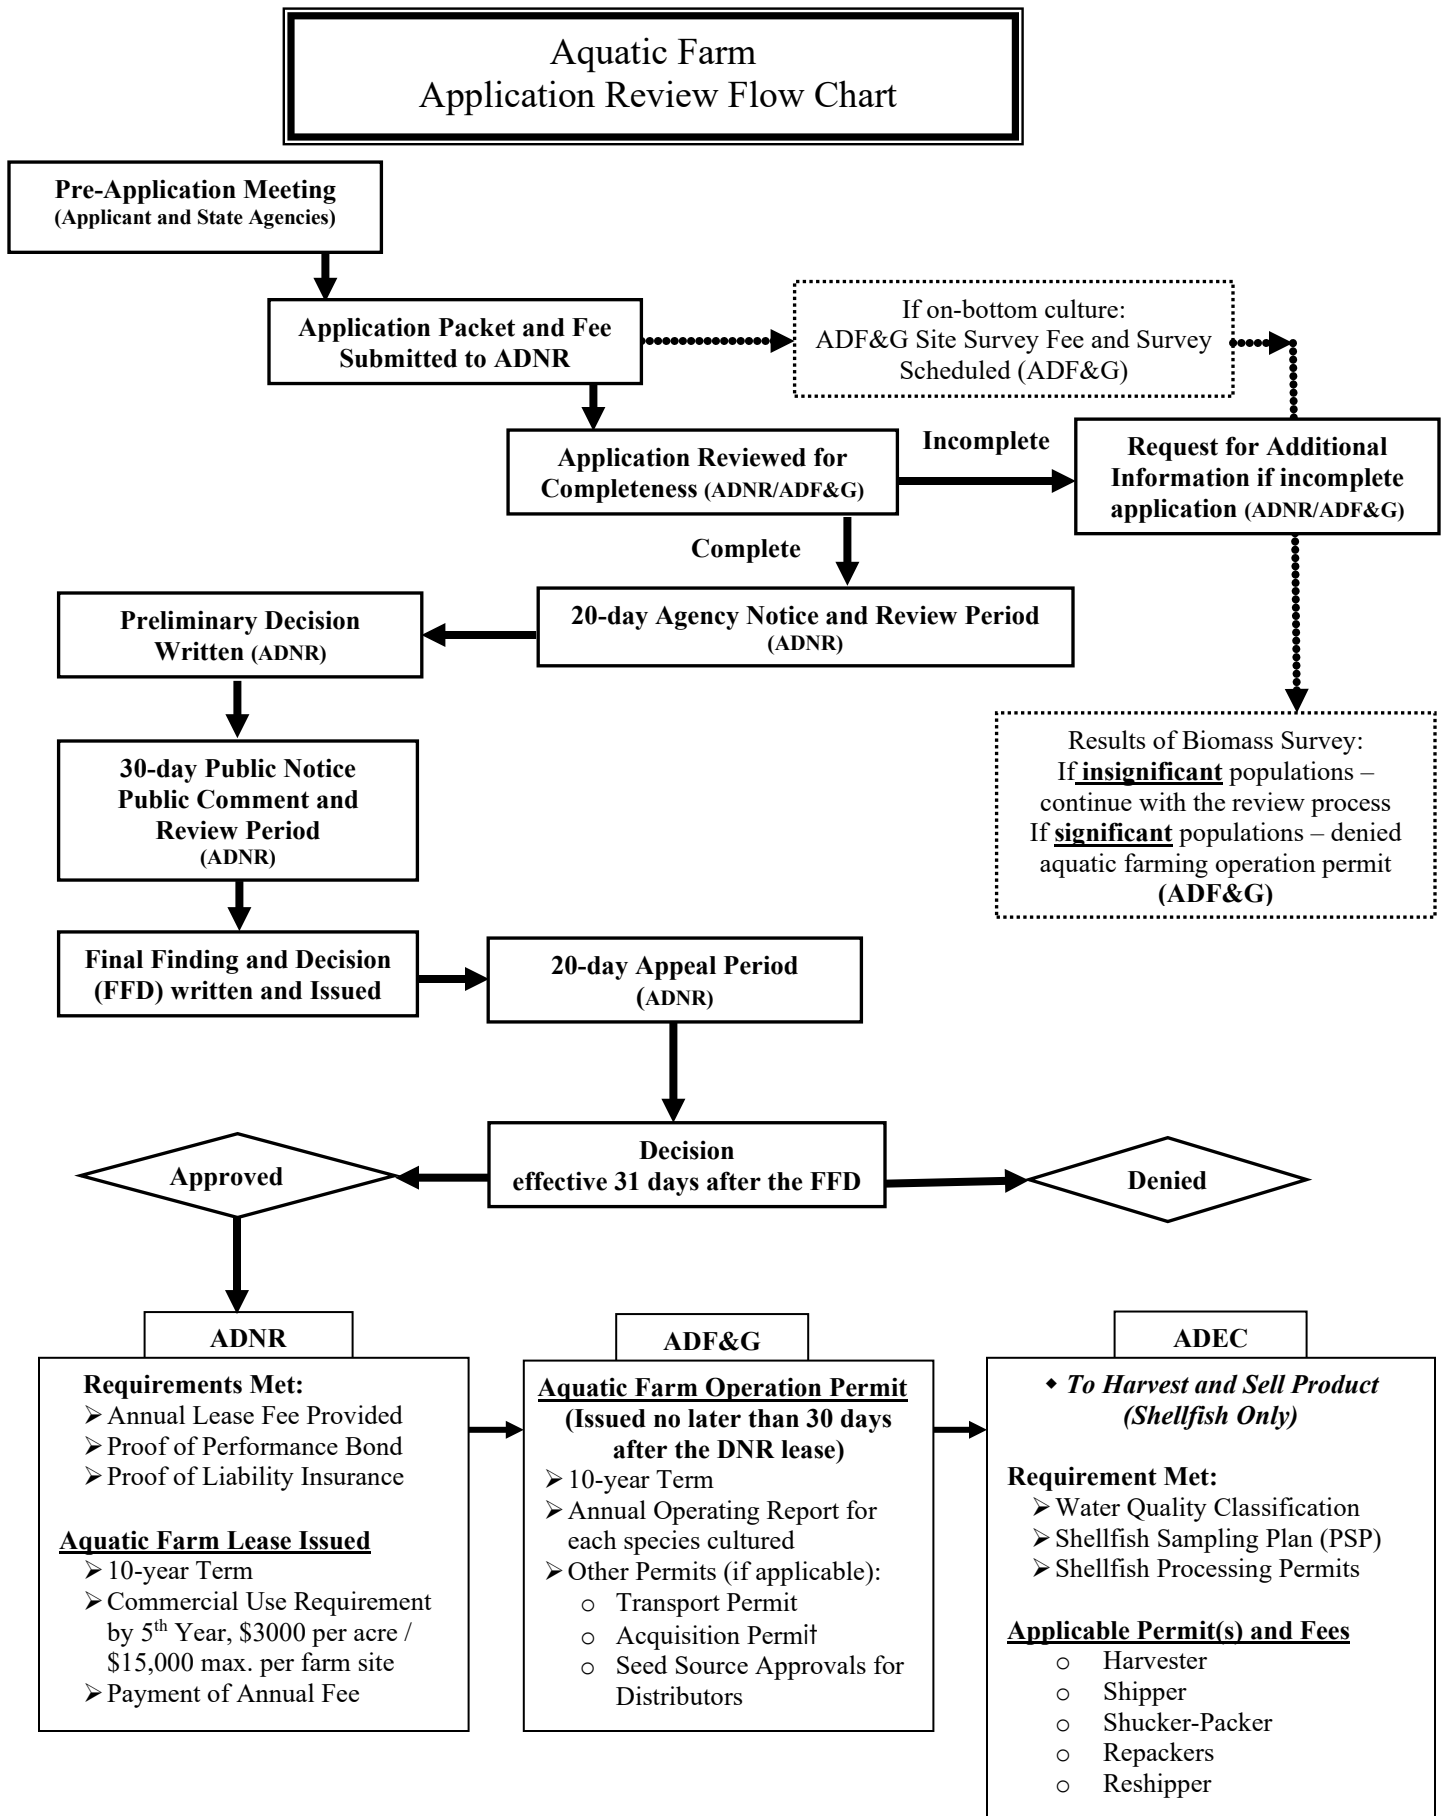 Aquatic Farm
Application Review Flow Chart
Pre-Application Meeting
(Applicant and State Agencies)
Application Packet and Fee
Submitted to ADNR
If on-bottom culture:
ADF&G Site Survey Fee and Survey
Scheduled (ADF&G)
Application Reviewed for
Completeness (ADNR/ADF&G)
Incomplete
Request for Additional
Information if incomplete
application (ADNR/ADF&G)
Complete
20-day Agency Notice and Review Period
(ADNR)
Preliminary Decision
Written (ADNR)
Results of Biomass Survey:
If insignificant populations –
continue with the review process
If significant populations – denied
aquatic farming operation permit
(ADF&G)
30-day Public Notice
Public Comment and
Review Period
(ADNR)
Final Finding and Decision
(FFD) written and Issued
20-day Appeal Period
(ADNR)
Decision
effective 31 days after the FFD
Approved
Denied
ADNR
Requirements Met:
➢ Annual Lease Fee Provided
➢ Proof of Performance Bond
➢ Proof of Liability Insurance
Aquatic Farm Lease Issued
➢ 10-year Term
➢ Commercial Use Requirement
by 5th Year, $3000 per acre /
$15,000 max. per farm site
➢ Payment of Annual Fee
ADF&G
Aquatic Farm Operation Permit
(Issued no later than 30 days
after the DNR lease)
➢ 10-year Term
➢ Annual Operating Report for
each species cultured
➢ Other Permits (if applicable):
o Transport Permit
o Acquisition Permit
o Seed Source Approvals for
Distributors
ADEC
◆ To Harvest and Sell Product
(Shellfish Only)
Requirement Met:
➢ Water Quality Classification
➢ Shellfish Sampling Plan (PSP)
➢ Shellfish Processing Permits
Applicable Permit(s) and Fees
o Harvester
o Shipper
o Shucker-Packer
o Repackers
o Reshipper